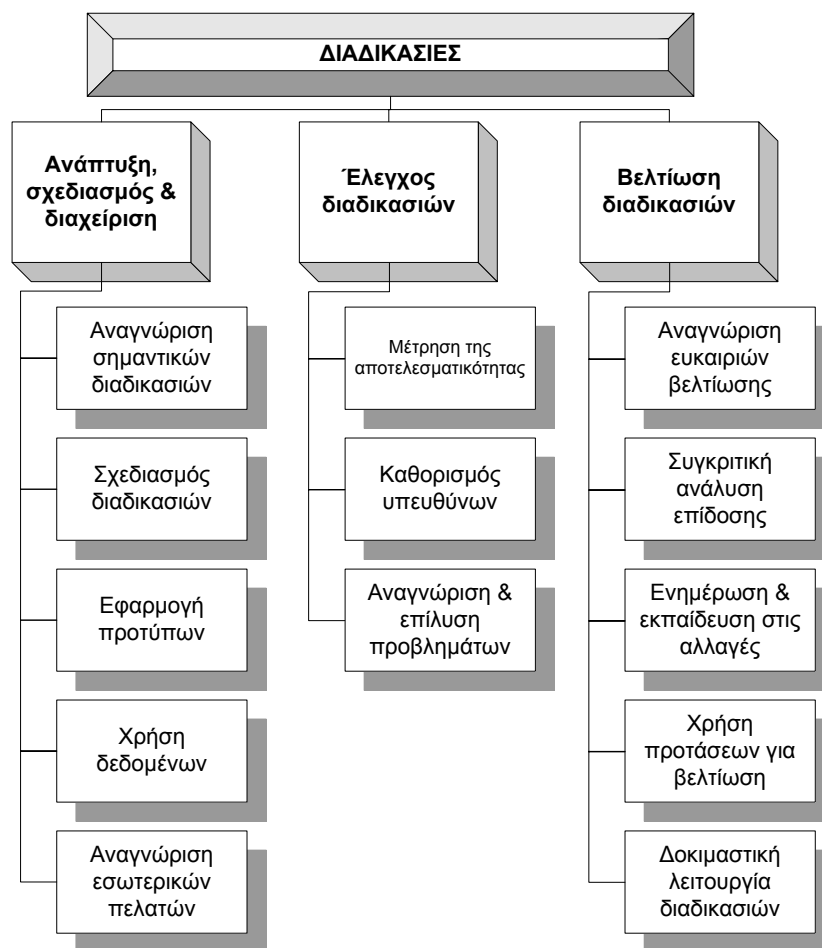 ΔΙΑΔΙΚΑΣΙΕΣ
Ανάπτυξη,
σχεδιασμός &
διαχείριση
Αναγνώριση
σημαντικών
διαδικασιών
Σχεδιασμός
διαδικασιών
Εφαρμογή
προτύπων
Χρήση
δεδομένων
Αναγνώριση
εσωτερικών
πελατών
Έλεγχος
διαδικασιών
Μέτρηση της
αποτελεσματικότητας
Καθορισμός
υπευθύνων
Αναγνώριση &
επίλυση
προβλημάτων
Βελτίωση
διαδικασιών
Αναγνώριση
ευκαιριών
βελτίωσης
Συγκριτική
ανάλυση
επίδοσης
Ενημέρωση &
εκπαίδευση στις
αλλαγές
Χρήση
προτάσεων για
βελτίωση
Δοκιμαστική
λειτουργία
διαδικασιών